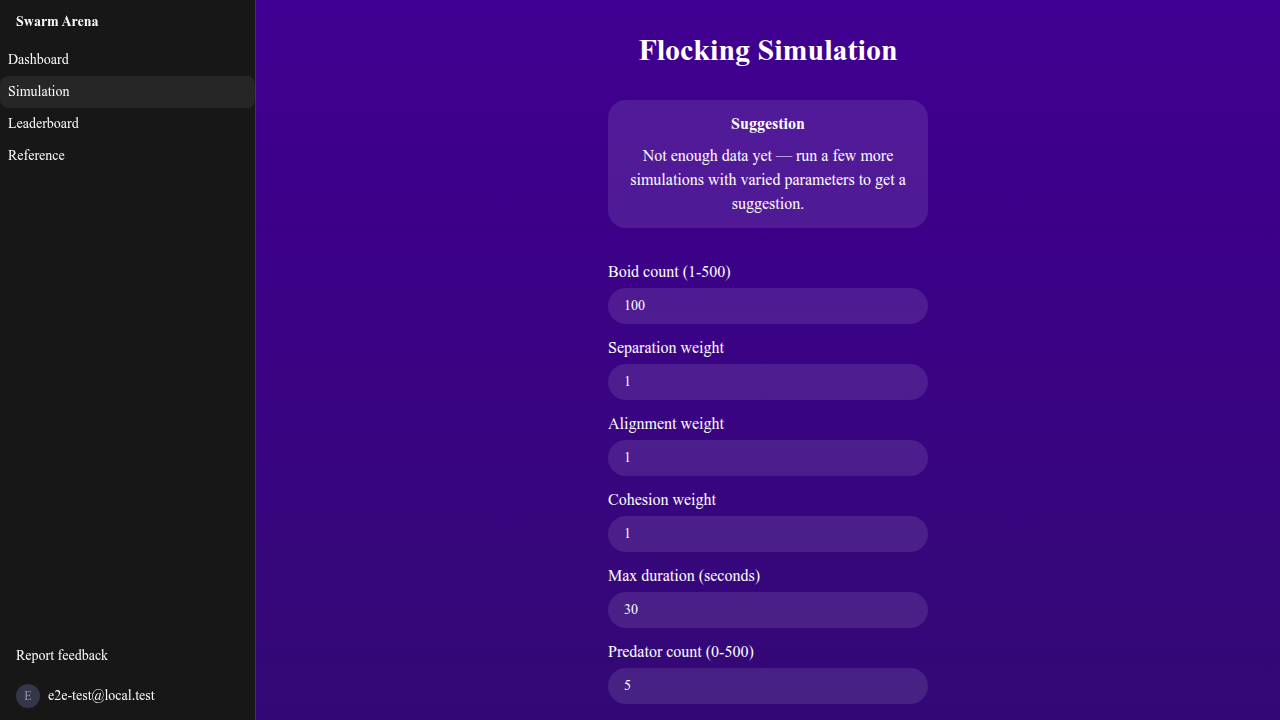 Swarm Arena
Dashboard
Simulation
Leaderboard
Reference
Report feedback
E
e2e-test@local.test
Flocking Simulation
Suggestion
Not enough data yet — run a few more
simulations with varied parameters to get a
suggestion.
Boid count (1-500)
100
Separation weight
1
Alignment weight
1
Cohesion weight
1
Max duration (seconds)
30
Predator count (0-500)
5